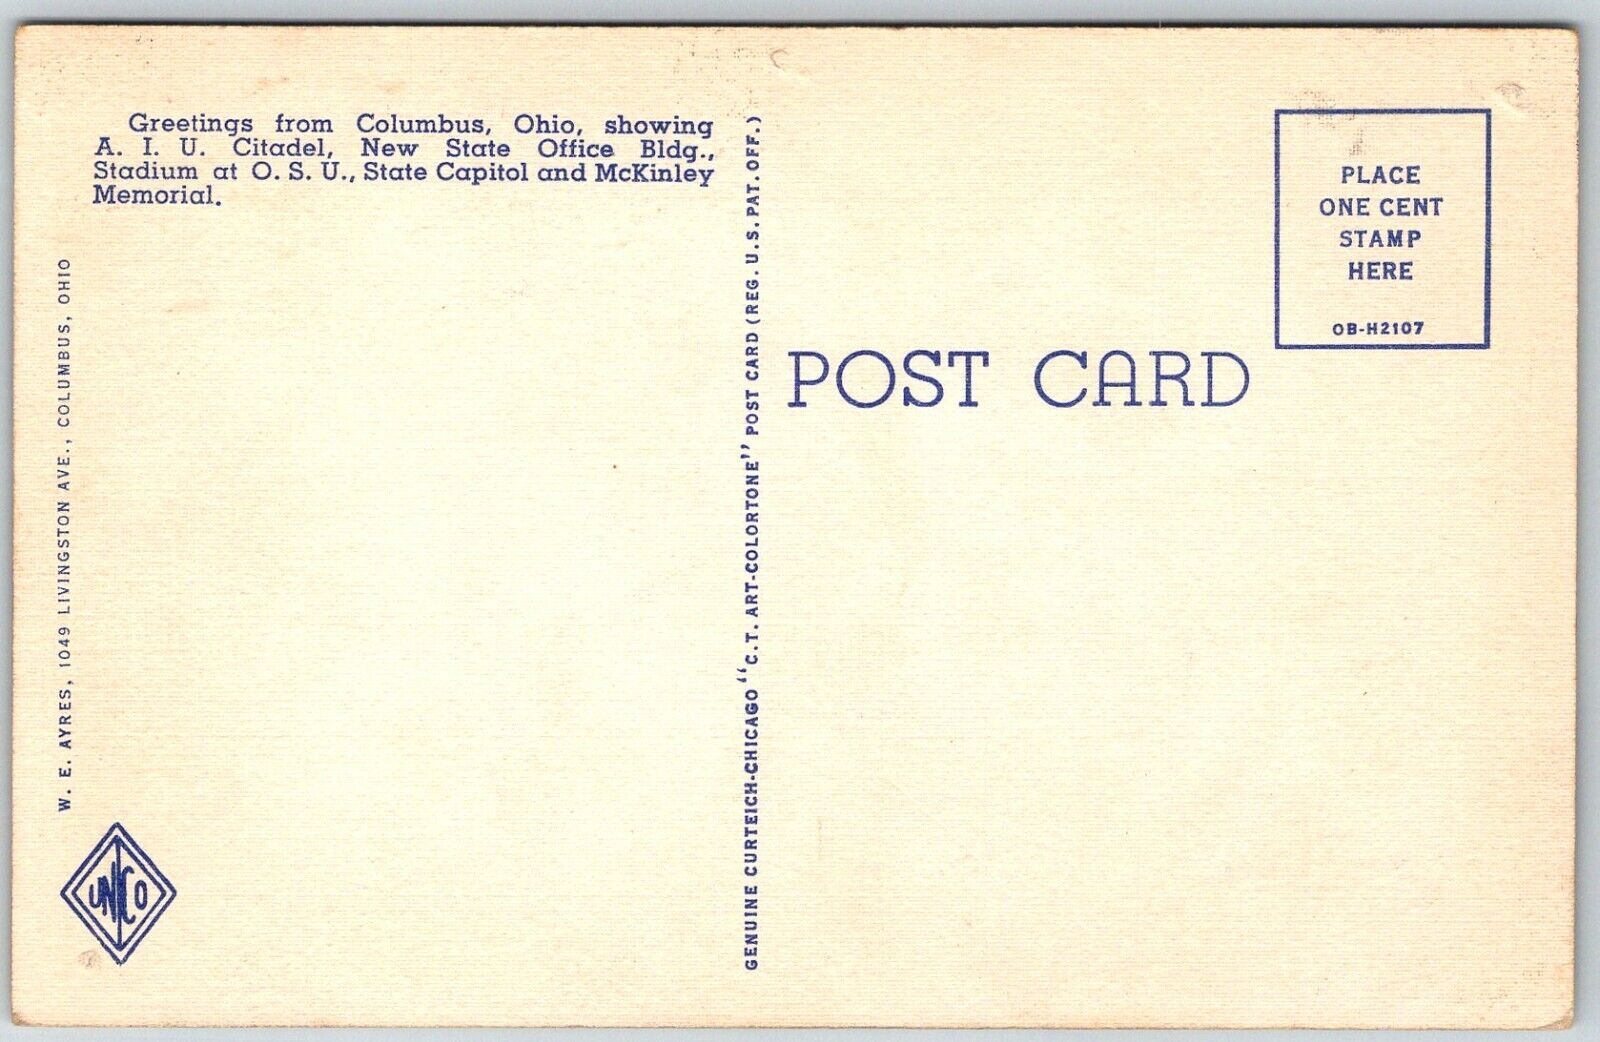 Greetings from Columbus, Ohio, showing
A. I. U. Citadel, New State Office Bldg.,
Stadium at O. S. U., State Capitol and McKinley
Memorial.
W. E. AYRES, 1049 LIVINGSTON AVE., COLUMBUS, OHIO
UNICO
GENUINE CURTEICH-CHICAGO "C.T. ART-COLORTONE" POST CARD (REG. U.S. PAT. OFF.)
POST CARD
PLACE
ONE CENT
STAMP
HERE
OB-H2107